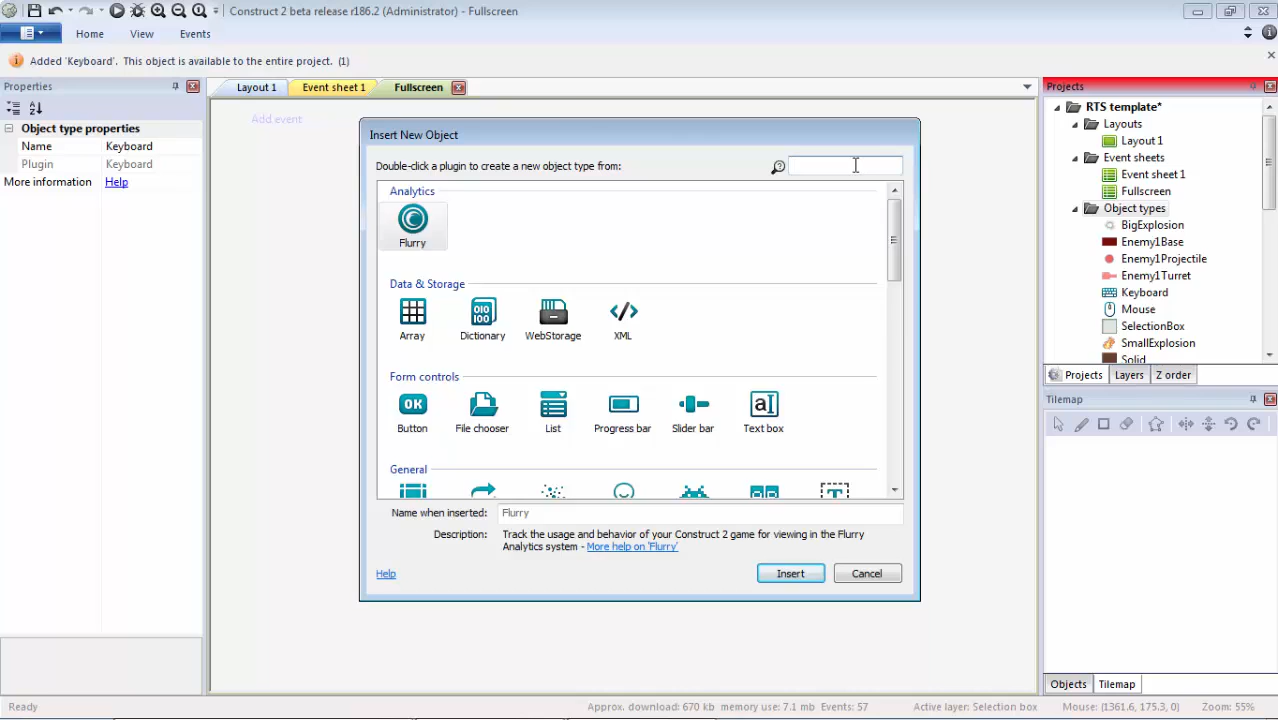 Construct 2 beta release r186.2 (Administrator) - Fullscreen
Home View Events
Added 'Keyboard'. This object is available to the entire project. (1)
Properties
Object type properties
Name Keyboard
Plugin Keyboard
More information Help
Layout 1 Event sheet 1 Fullscreen
Add event
Insert New Object
Double-click a plugin to create a new object type from:
Analytics
Flurry
Data & Storage
Array Dictionary WebStorage XML
Form controls
Button File chooser List Progress bar Slider bar Text box
General
Name when inserted: Flurry
Description: Track the usage and behavior of your Construct 2 game for viewing in the Flurry
Analytics system - More help on 'Flurry'
Help Insert Cancel
Projects
RTS template*
Layouts
Layout 1
Event sheets
Event sheet 1
Fullscreen
Object types
BigExplosion
Enemy1Base
Enemy1Projectile
Enemy1Turret
Keyboard
Mouse
SelectionBox
SmallExplosion
Solid
Projects Layers Z order
Tilemap
Objects Tilemap
Ready Approx. download: 670 kb memory use: 7.1 mb Events: 57 Active layer: Selection box Mouse: (1361.6, 175.3, 0) Zoom: 55%